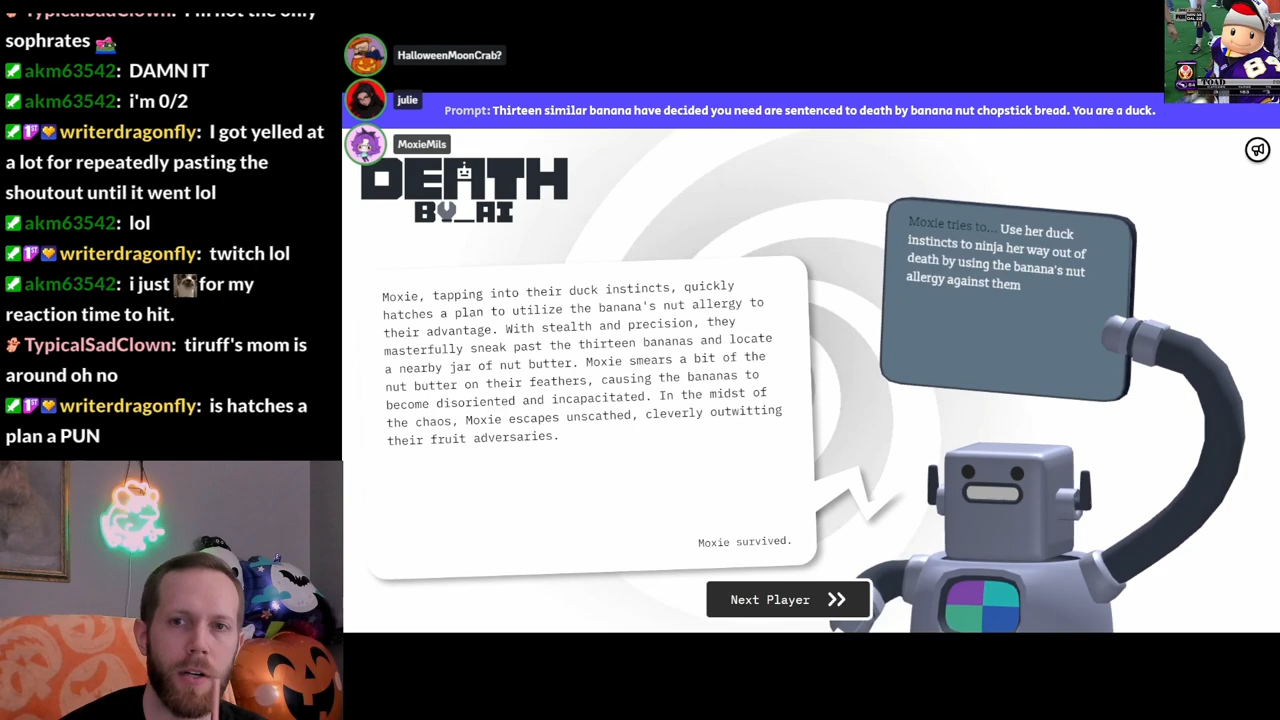 TypicalSadClown: I'm not the only
sophrates
akm63542: DAMN IT
akm63542: i'm 0/2
writerdragonfly: I got yelled at
a lot for repeatedly pasting the
shoutout until it went lol
akm63542: lol
writerdragonfly: twitch lol
akm63542: i just for my
reaction time to hit.
TypicalSadClown: tiruff's mom is
around oh no
writerdragonfly: is hatches a
plan a PUN
HalloweenMoonCrab?
julie
Prompt: Thirteen similar banana have decided you need are sentenced to death by banana nut chopstick bread. You are a duck.
MoxieMils
DEATH
BY_AI
Moxie tries to... Use her duck
instincts to ninja her way out of
death by using the banana's nut
allergy against them
Moxie, tapping into their duck instincts, quickly
hatches a plan to utilize the banana's nut allergy to
their advantage. With stealth and precision, they
masterfully sneak past the thirteen bananas and locate
a nearby jar of nut butter. Moxie smears a bit of the
nut butter on their feathers, causing the bananas to
become disoriented and incapacitated. In the midst of
the chaos, Moxie escapes unscathed, cleverly outwitting
their fruit adversaries.
Moxie survived.
Next Player
TOAD